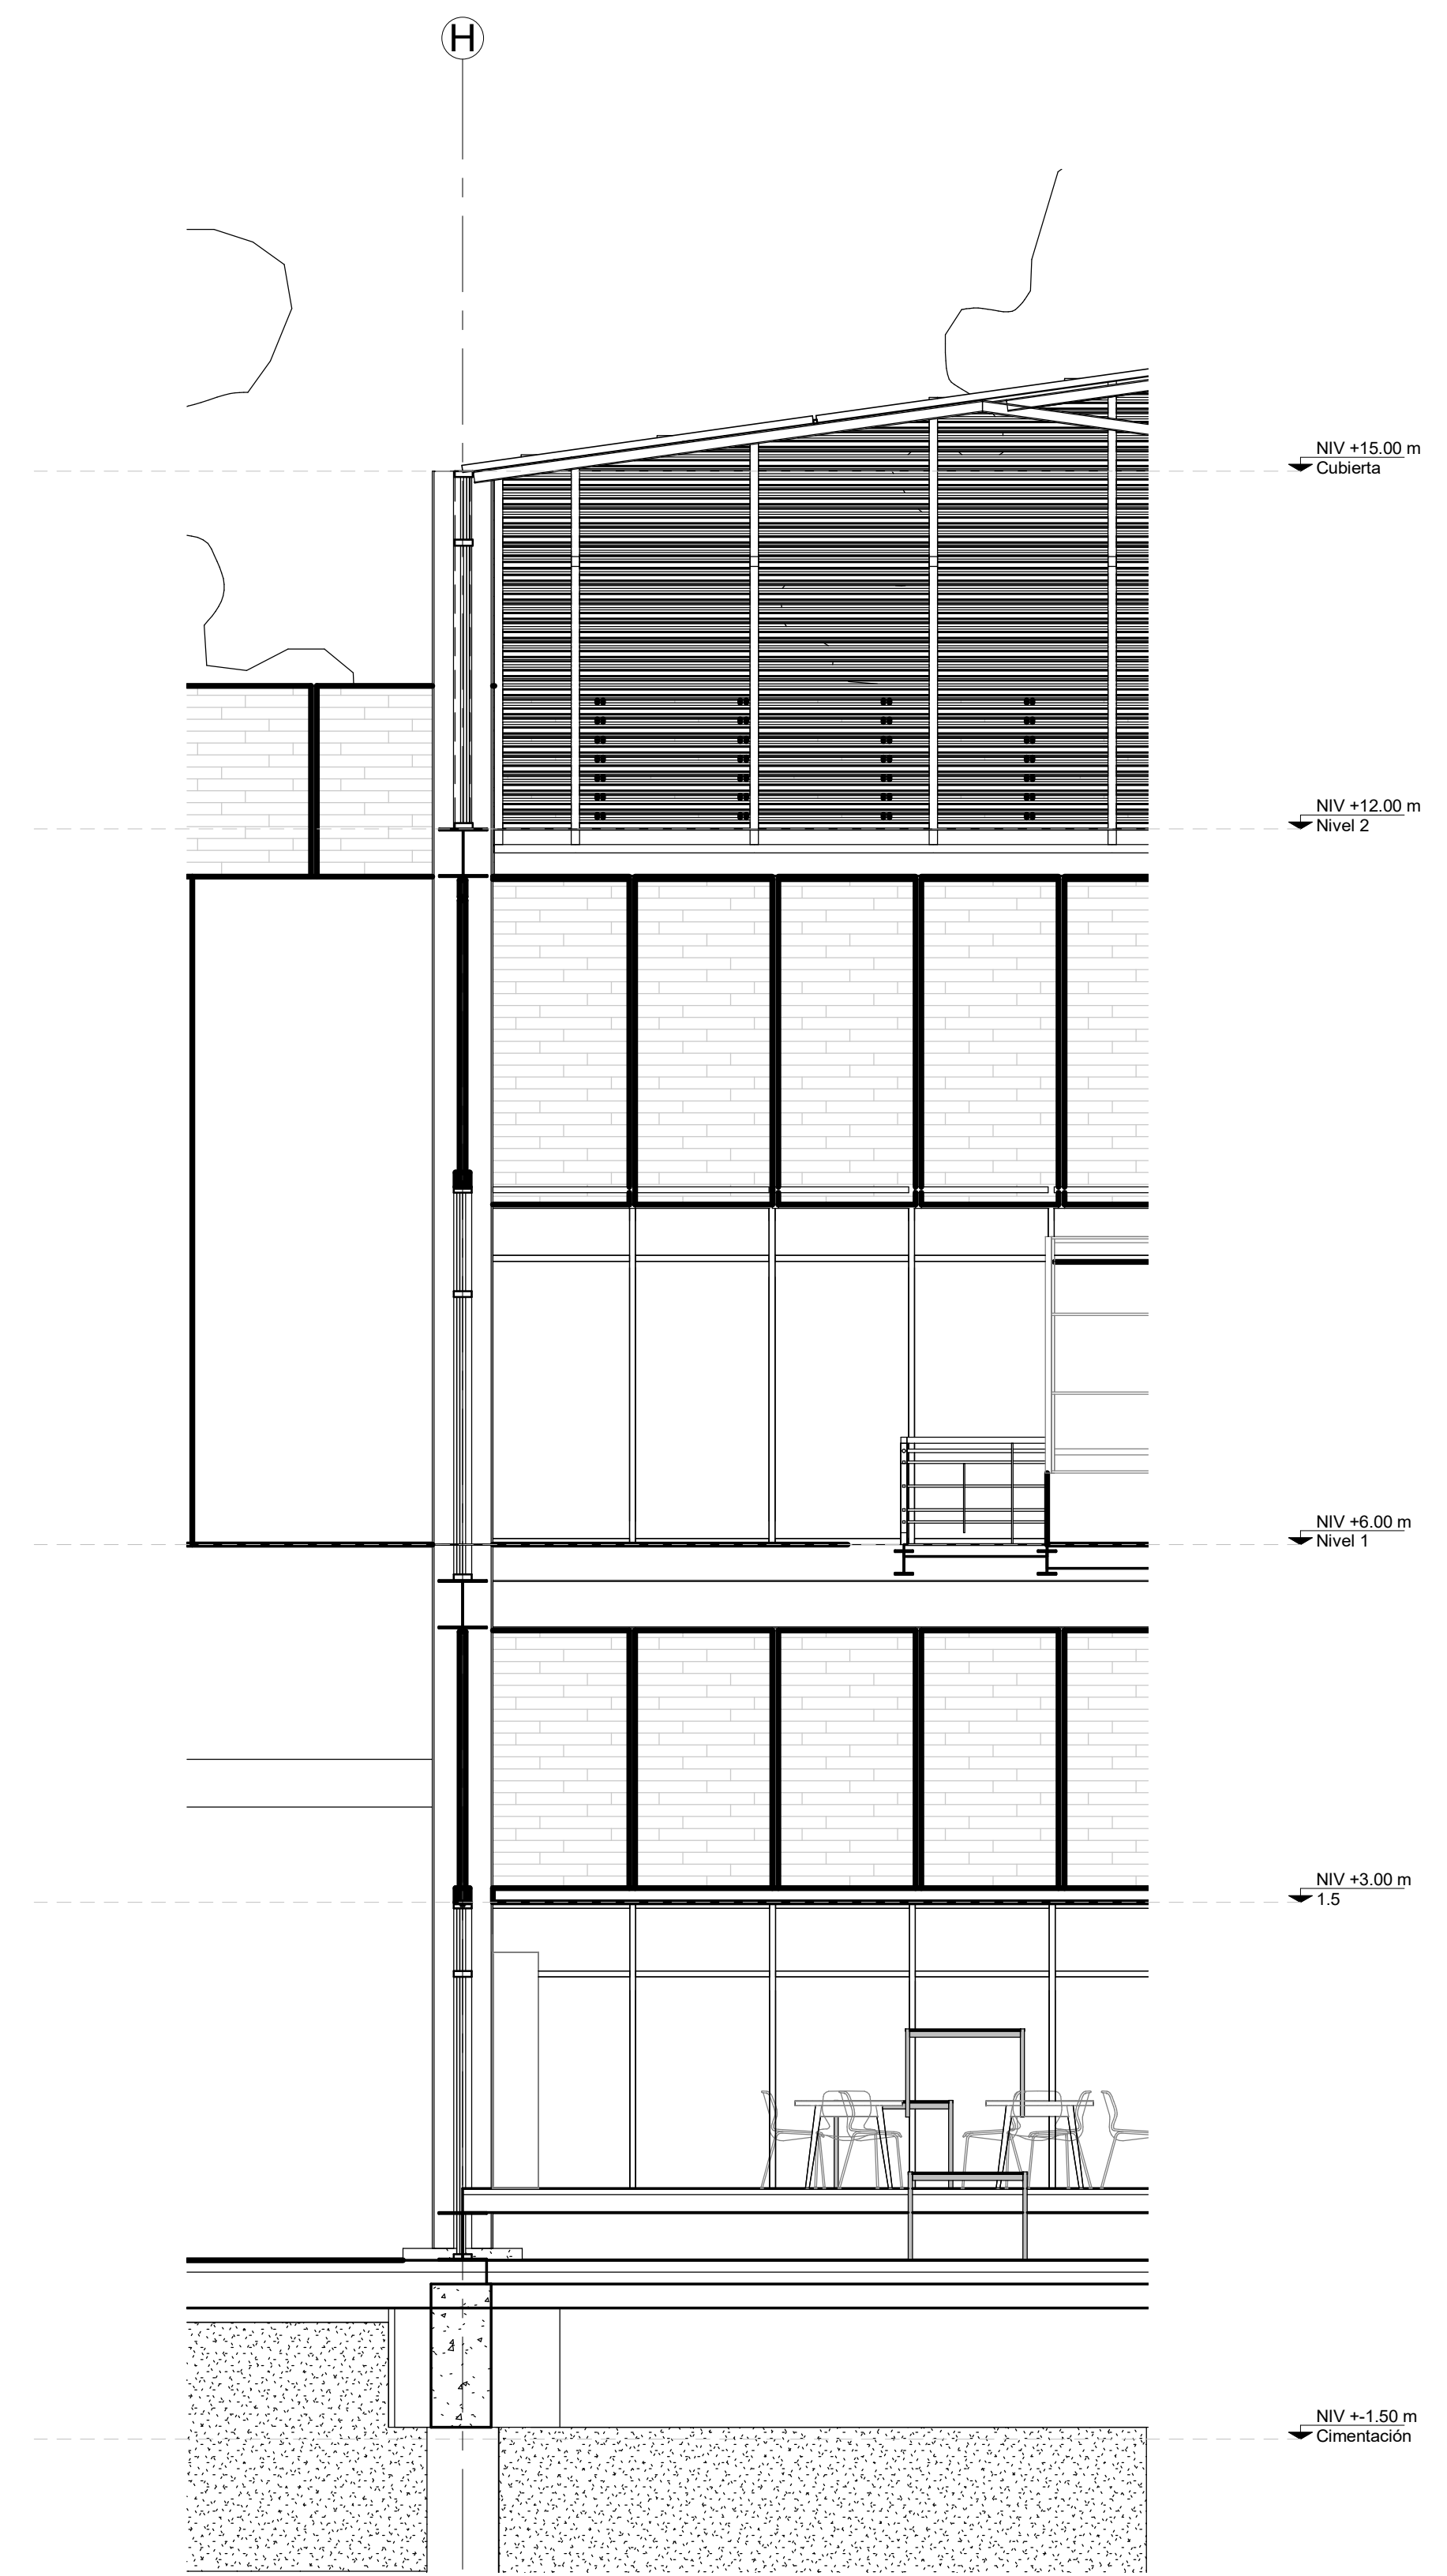 H
NIV +15.00 m
Cubierta
NIV +12.00 m
Nivel 2
NIV +6.00 m
Nivel 1
NIV +3.00 m
1.5
NIV +-1.50 m
Cimentación